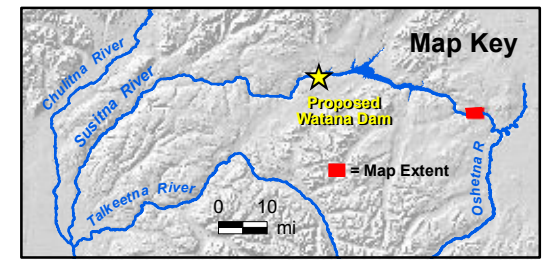 Map Key
Chulitna River
Susitna River
Proposed
Watana Dam
Talkeetna River
= Map Extent
Oshetna R
0 10
mi